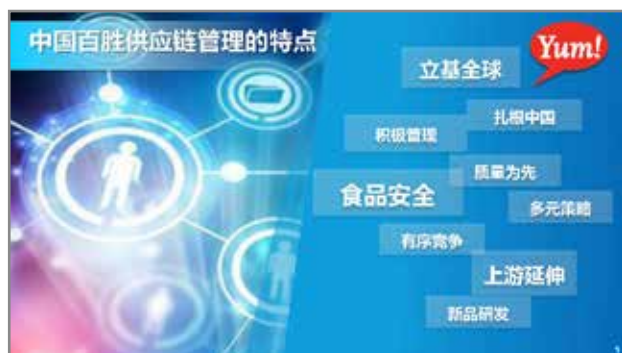 中国百胜供应链管理的特点
Yum!
立基全球
扎根中国
积极管理
质量为先
食品安全
多元策略
有序竞争
上游延伸
新品研发
1